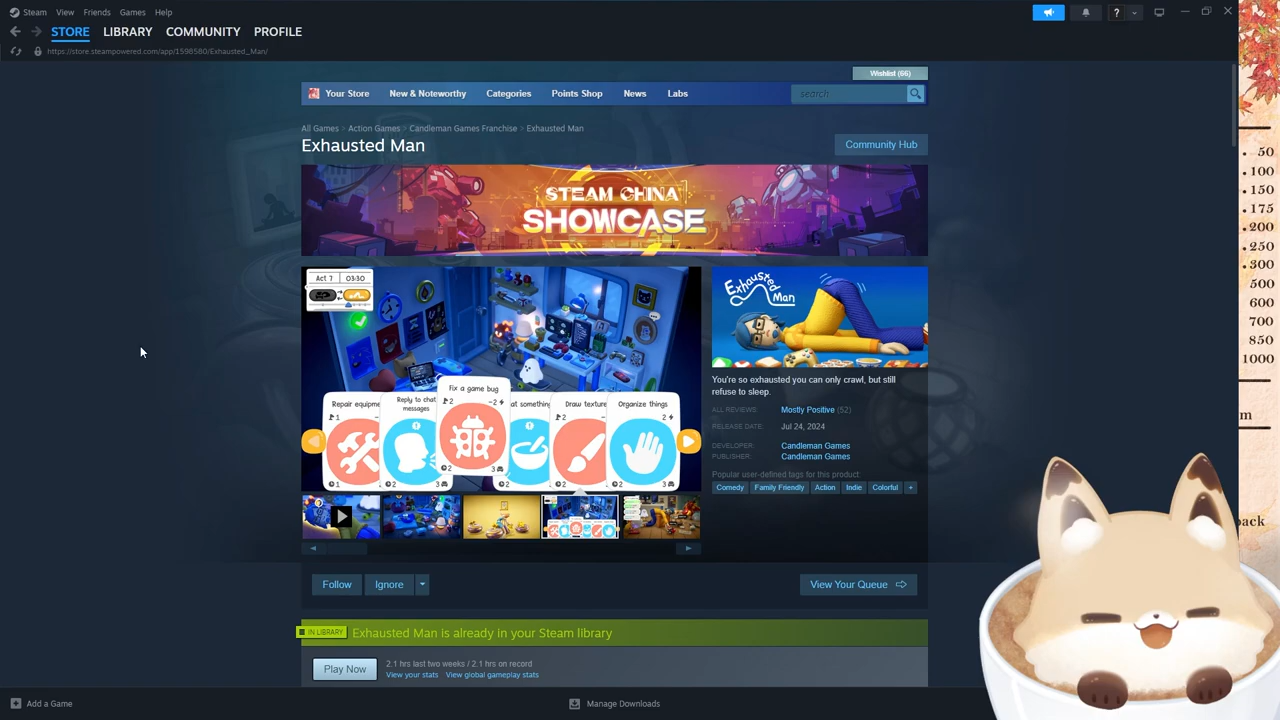 Steam View Friends Games Help
STORE LIBRARY COMMUNITY PROFILE
https://store.steampowered.com/app/1598580/Exhausted_Man/
Wishlist (66)
Your Store New & Noteworthy Categories Points Shop News Labs
search
All Games > Action Games > Candleman Games Franchise > Exhausted Man
Exhausted Man
Community Hub
STEAM CHINA
SHOWCASE
Act 7 03:30
Repair equipme
Reply to chat
messages
Fix a game bug
at something
Draw texture
Organize things
Exhausted
Man
You're so exhausted you can only crawl, but still
refuse to sleep.
ALL REVIEWS: Mostly Positive (52)
RELEASE DATE: Jul 24, 2024
DEVELOPER: Candleman Games
PUBLISHER: Candleman Games
Popular user-defined tags for this product:
Comedy Family Friendly Action Indie Colorful +
Follow Ignore
View Your Queue
IN LIBRARY Exhausted Man is already in your Steam library
Play Now
2.1 hrs last two weeks / 2.1 hrs on record
View your stats View global gameplay stats
Add a Game
Manage Downloads
. 50
. 100
. 150
. 175
. 200
. 250
. 300
500
600
700
850
1000
m
back